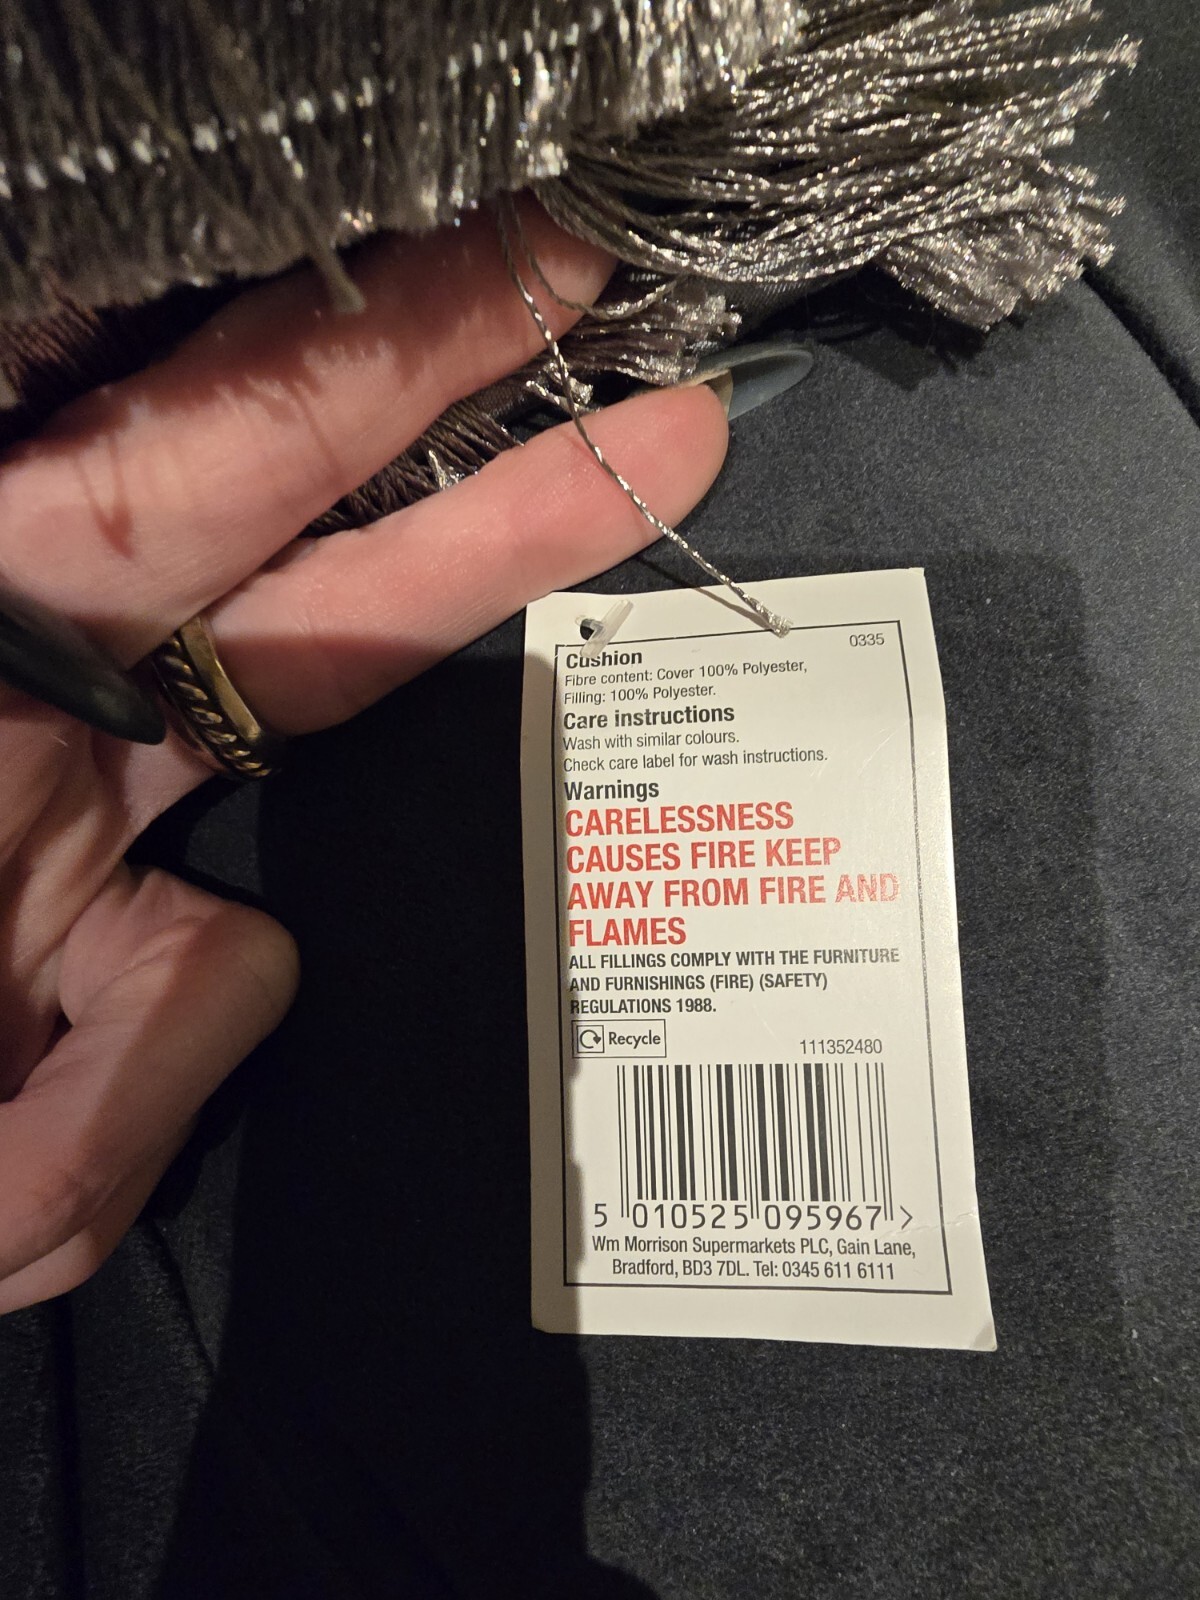 0335
Cushion
Fibre content: Cover 100% Polyester,
Filling: 100% Polyester.
Care instructions
Wash with similar colours.
Check care label for wash instructions.
Warnings
CARELESSNESS
CAUSES FIRE KEEP
AWAY FROM FIRE AND
FLAMES
ALL FILLINGS COMPLY WITH THE FURNITURE
AND FURNISHINGS (FIRE) (SAFETY)
REGULATIONS 1988.
Recycle
111352480
5 010525 095967 >
Wm Morrison Supermarkets PLC, Gain Lane,
Bradford, BD3 7DL. Tel: 0345 611 6111